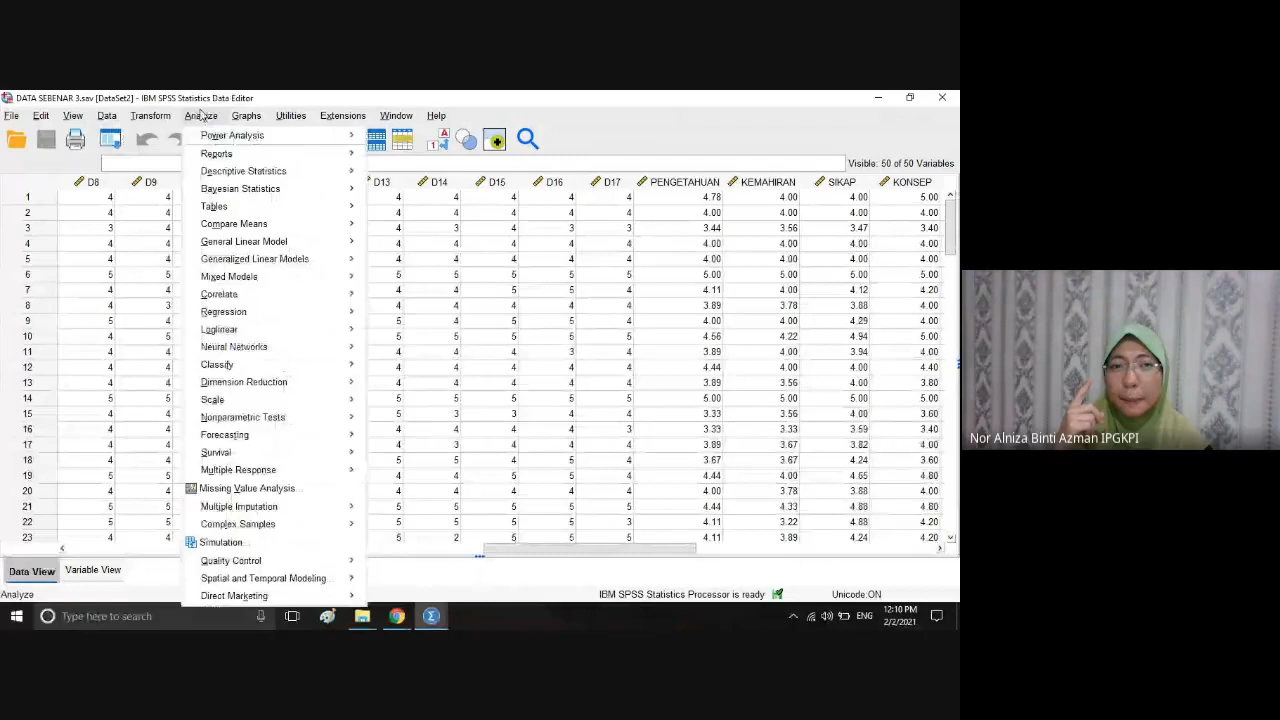 DATA SEBENAR 3.sav [DataSet2] - IBM SPSS Statistics Data Editor
File Edit View Data Transform Analyze Graphs Utilities Extensions Window Help
Visible: 50 of 50 Variables
Power Analysis
Reports
Descriptive Statistics
Bayesian Statistics
Tables
Compare Means
General Linear Model
Generalized Linear Models
Mixed Models
Correlate
Regression
Loglinear
Neural Networks
Classify
Dimension Reduction
Scale
Nonparametric Tests
Forecasting
Survival
Multiple Response
Missing Value Analysis...
Multiple Imputation
Complex Samples
Simulation...
Quality Control
Spatial and Temporal Modeling...
Direct Marketing
D8 D9 D13 D14 D15 D16 D17 PENGETAHUAN KEMAHIRAN SIKAP KONSEP
1 4 4 4 4 4 4 4 4.78 4.00 4.00 5.00
2 4 4 4 4 4 4 4 4.00 4.00 4.00 4.00
3 3 4 4 3 4 3 3 3.44 3.56 3.47 3.40
4 4 4 4 4 4 4 4 4.00 4.00 4.00 4.00
5 4 4 4 4 4 4 4 4.00 4.00 4.00 4.00
6 5 5 5 5 5 5 5 5.00 5.00 5.00 5.00
7 4 4 4 4 5 5 4 4.11 4.00 4.12 4.20
8 4 3 4 4 4 4 4 3.89 3.78 3.88 4.00
9 5 4 5 4 5 5 4 4.00 4.00 4.29 4.00
10 4 5 5 4 5 5 5 4.56 4.22 4.94 5.00
11 4 4 4 4 4 3 4 3.89 4.00 3.94 4.00
12 4 4 4 4 4 4 4 4.44 4.00 4.00 4.40
13 4 4 4 4 4 4 4 3.89 3.56 4.00 3.80
14 5 5 5 5 5 5 5 5.00 5.00 5.00 5.00
15 4 4 5 3 3 4 4 3.33 3.56 4.00 3.60
16 4 4 4 4 4 4 3 3.33 3.33 3.59 3.40
17 4 4 4 3 4 4 4 3.89 3.67 3.82 4.00
18 4 4 5 5 4 5 4 3.67 3.67 4.24 3.60
19 5 5 4 4 5 5 4 4.44 4.00 4.65 4.80
20 4 4 4 4 4 4 4 4.00 3.78 3.88 4.00
21 5 5 5 4 5 5 5 4.44 4.33 4.88 4.80
22 5 5 5 5 5 5 3 4.11 3.22 4.88 4.20
23 4 4 5 2 5 5 4 4.11 3.89 4.24 4.20
Data View Variable View
Analyze IBM SPSS Statistics Processor is ready Unicode:ON
Type here to search
ENG
12:10 PM
2/2/2021
Nor Alniza Binti Azman IPGKPI